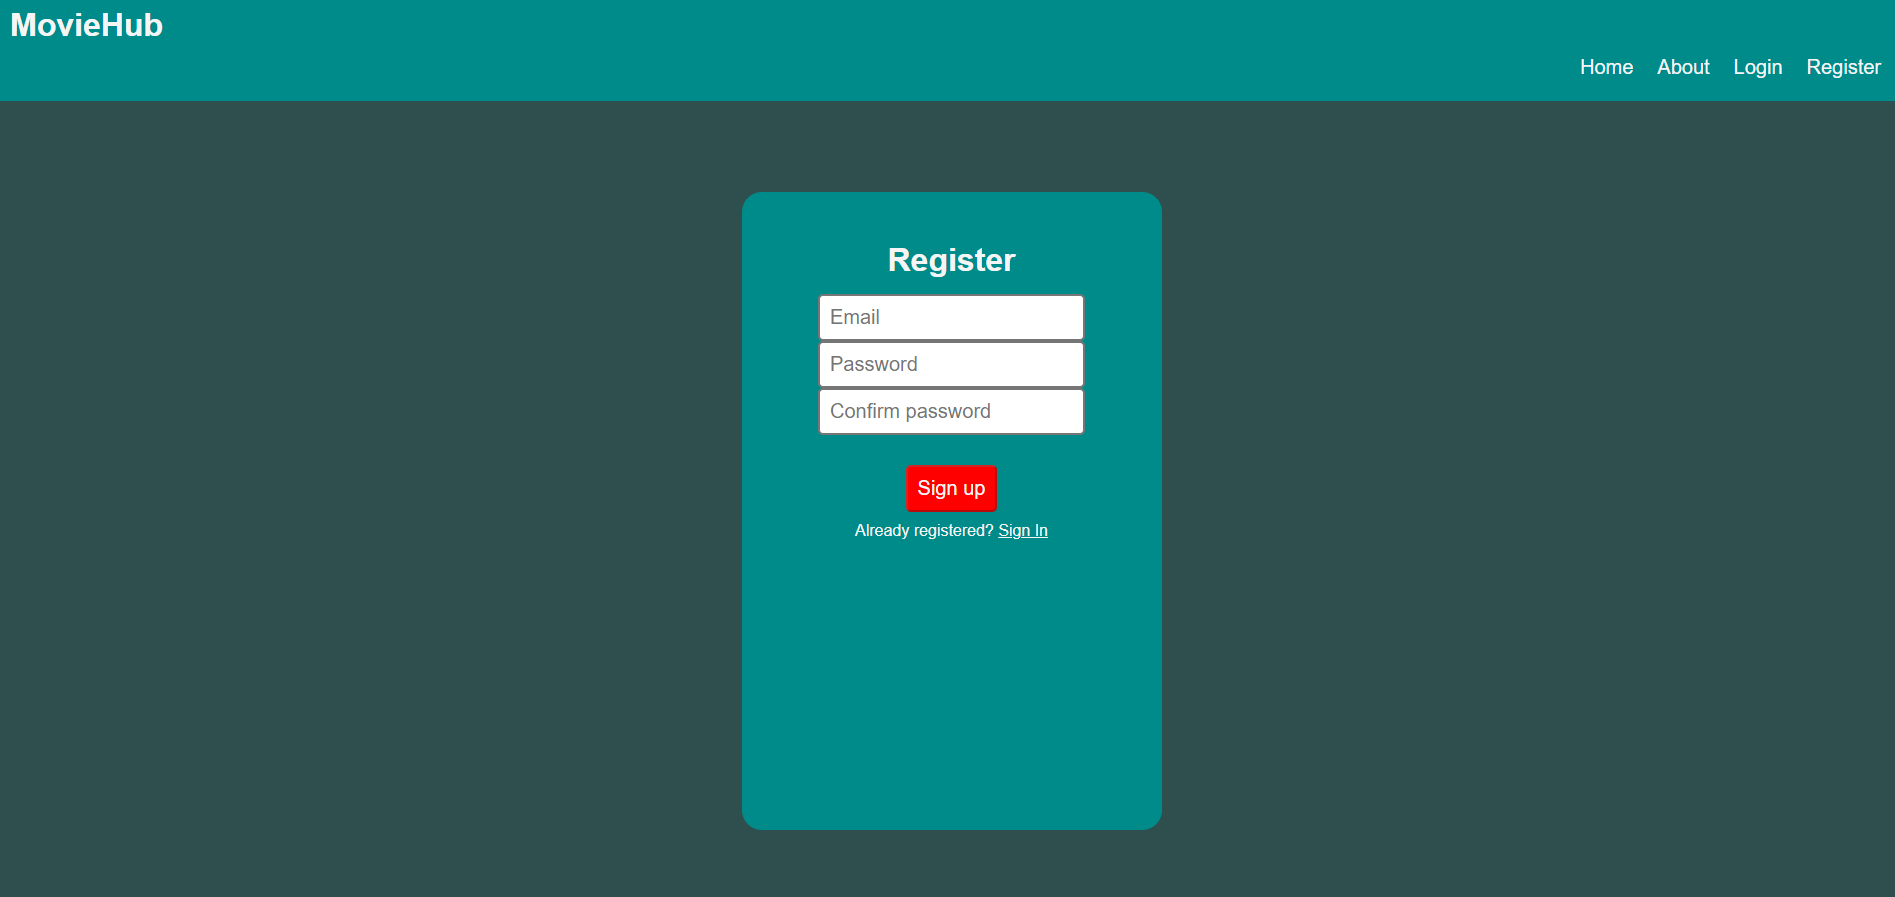 MovieHub
Home About Login Register
Register
Email
Password
Confirm password
Sign up
Already registered? Sign In